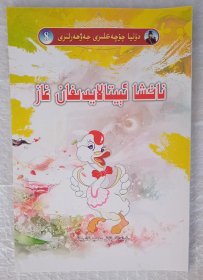 دۇنيا چۆچەكلىرى جەۋھەرلىرى
ناخشا ئېيتالايدىغان غاز